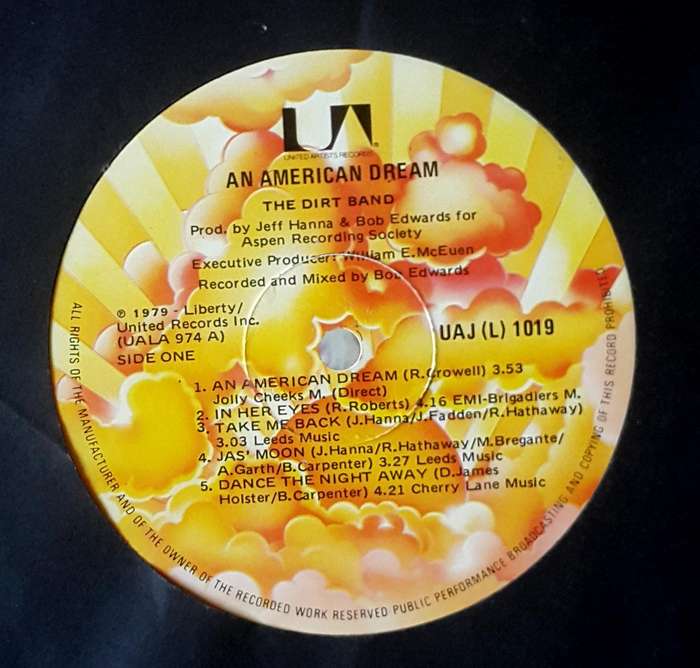 UA
UNITED ARTISTS RECORDS
AN AMERICAN DREAM
THE DIRT BAND
Prod. by Jeff Hanna & Bob Edwards for
Aspen Recording Society
Executive Producer: William E.McEuen
Recorded and Mixed by Bob Edwards
℗ 1979 - Liberty/
United Records Inc.
(UALA 974 A)
SIDE ONE
UAJ (L) 1019
1. AN AMERICAN DREAM (R.Crowell) 3.53
Jolly Cheeks M. (Direct)
2. IN HER EYES (R.Roberts) 4.16 EMI-Brigadiers M.
3. TAKE ME BACK (J.Hanna/J.Fadden/R.Hathaway)
3.03 Leeds Music
4. JAS' MOON (J.Hanna/R.Hathaway/M.Bregante/
A.Garth/B.Carpenter) 3.27 Leeds Music
5. DANCE THE NIGHT AWAY (D.James
Holster/B.Carpenter) 4.21 Cherry Lane Music
ALL RIGHTS OF THE MANUFACTURER AND OF THE OWNER OF THE RECORDED WORK RESERVED PUBLIC PERFORMANCE BROADCASTING AND COPYING OF THIS RECORD PROHIBITED